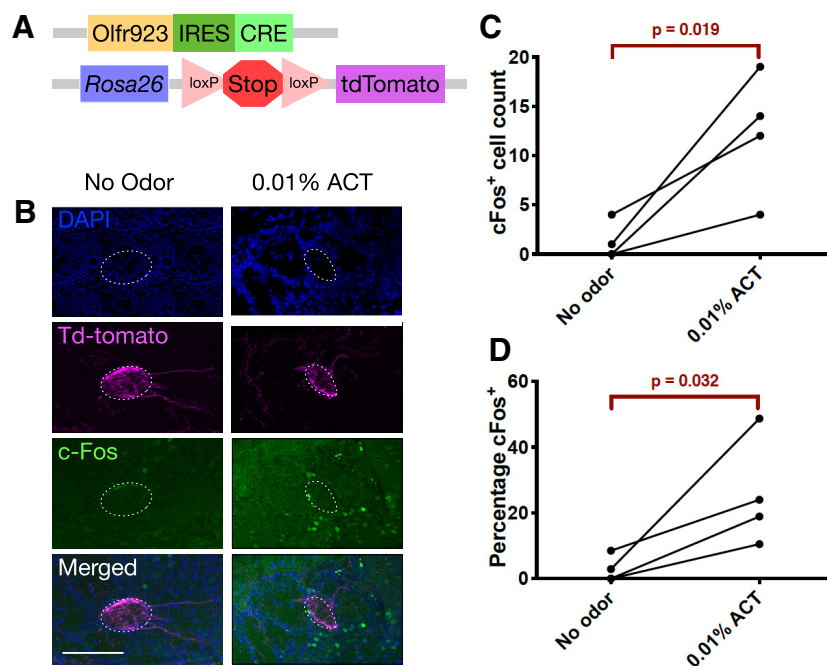 A
Olfr923 IRES CRE
Rosa26 loxP Stop loxP tdTomato
No Odor 0.01% ACT
B
DAPI
Td-tomato
c-Fos
Merged
C
p = 0.019
cFos+ cell count
20
15
10
5
0
No odor
0.01% ACT
D
p = 0.032
Percentage cFos+
60
40
20
0
No odor
0.01% ACT